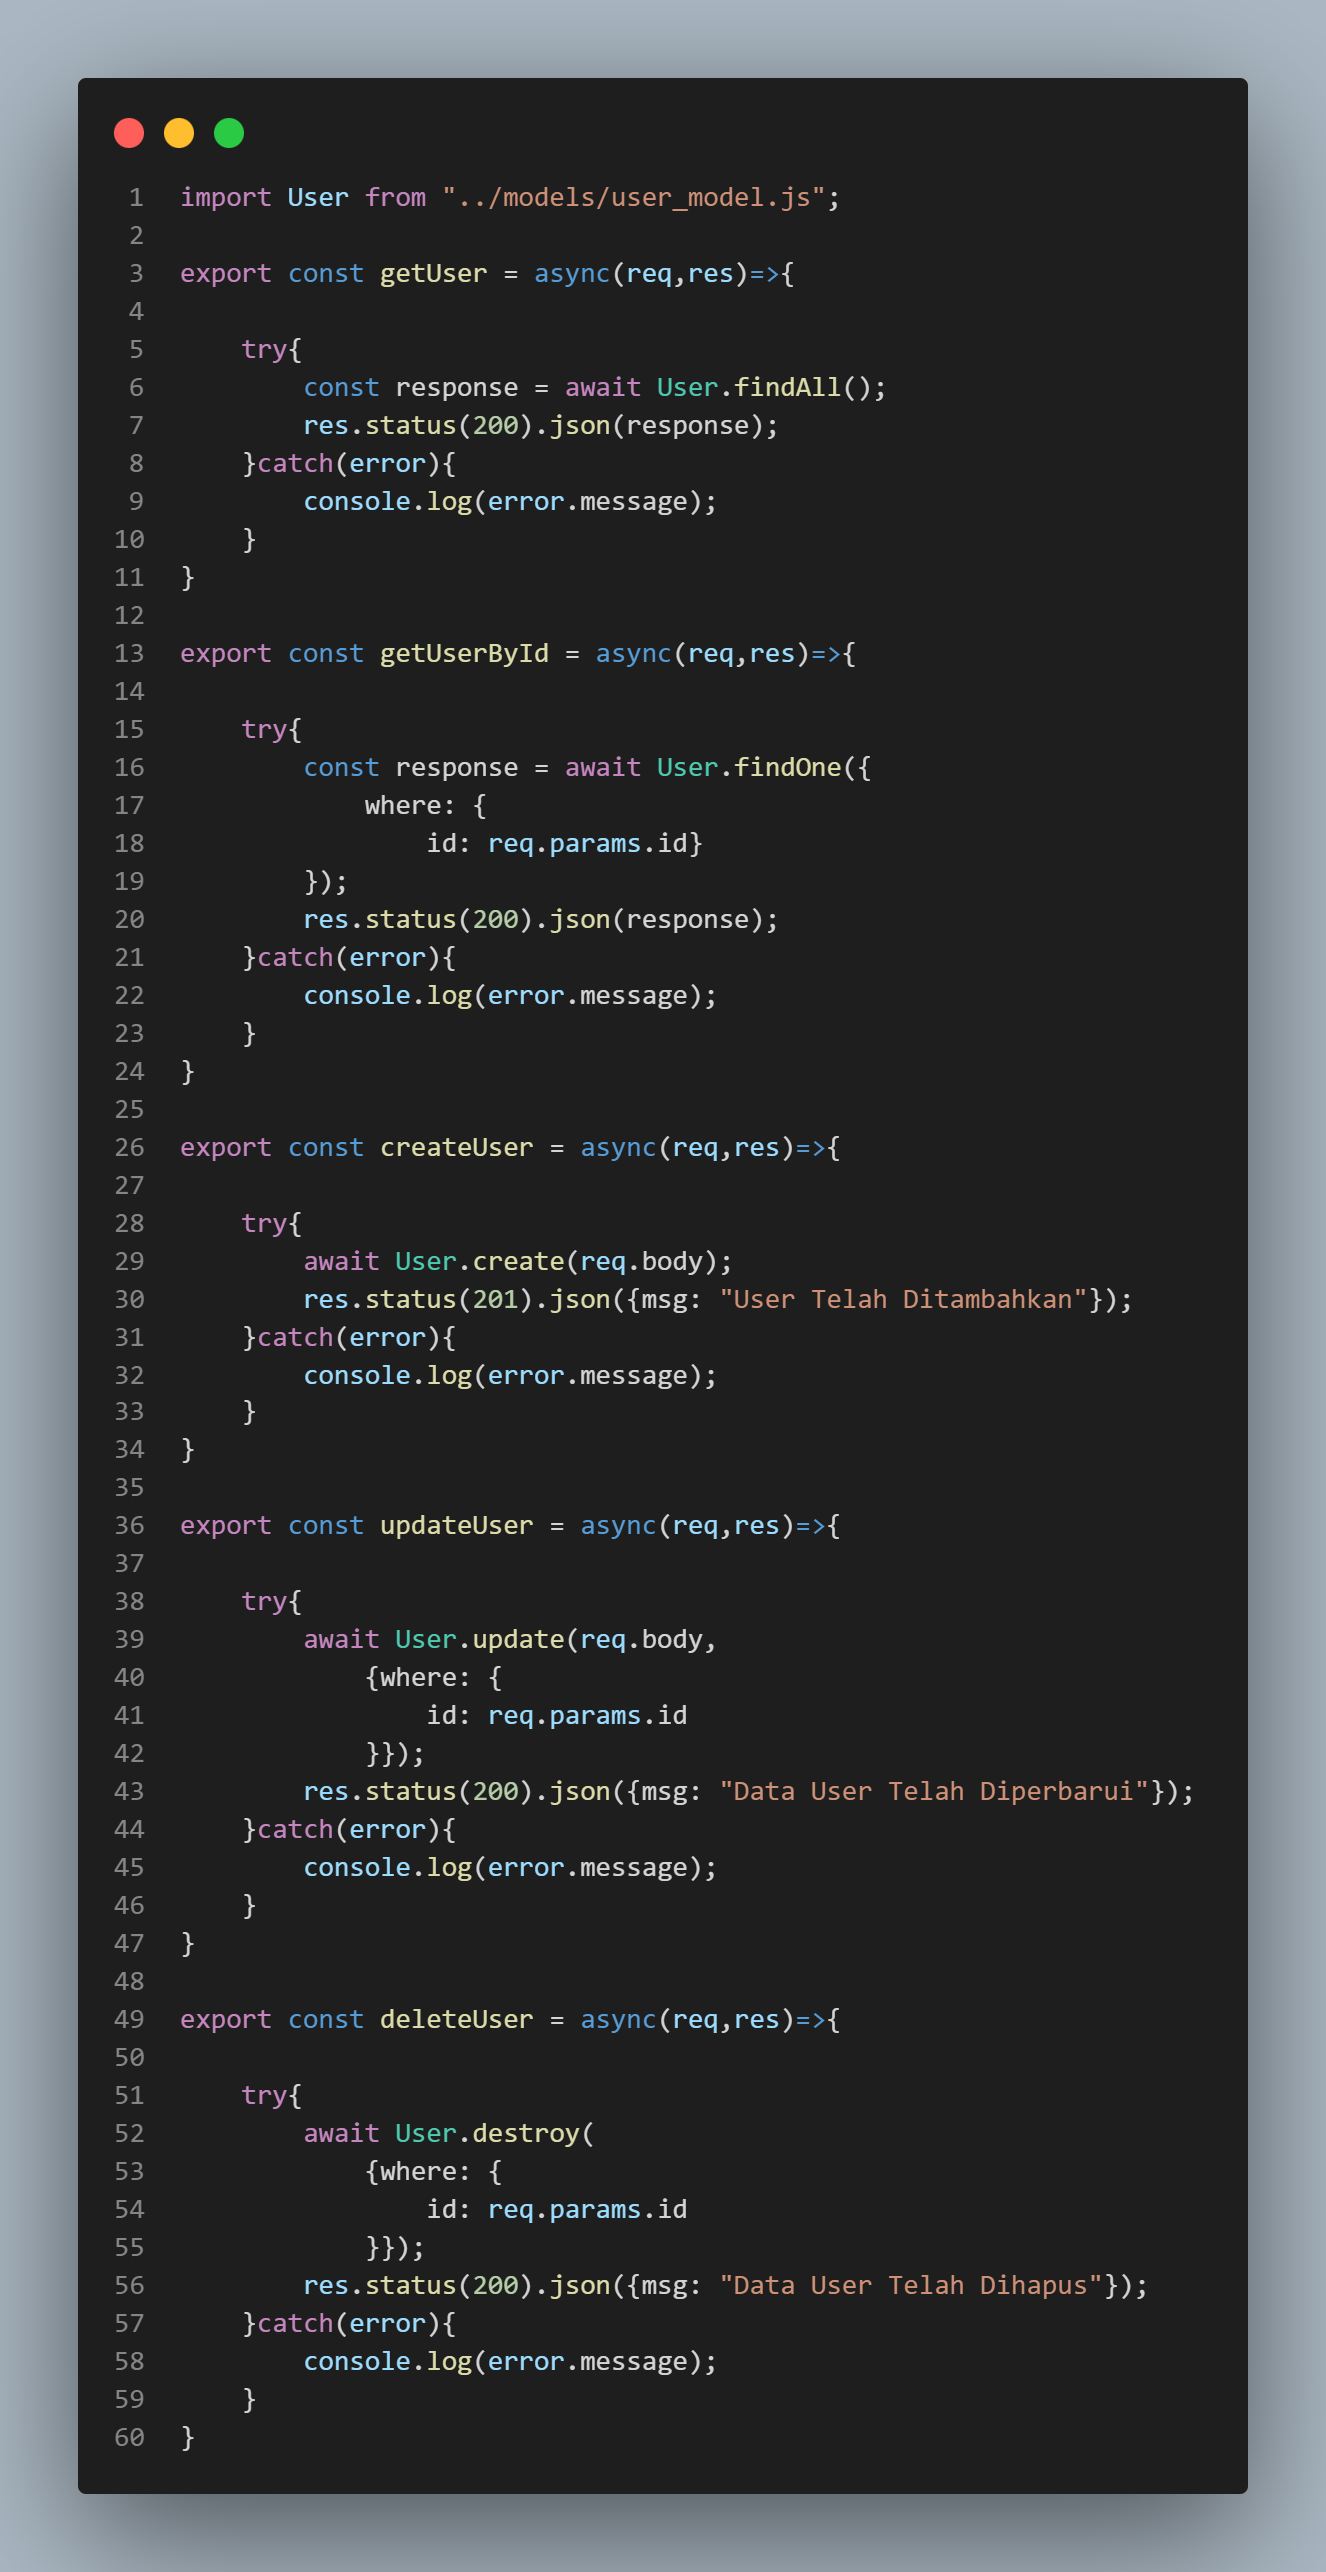 1 import User from "../models/user_model.js";
2
3 export const getUser = async(req,res)=>{
4
5     try{
6         const response = await User.findAll();
7         res.status(200).json(response);
8     }catch(error){
9         console.log(error.message);
10     }
11 }
12
13 export const getUserById = async(req,res)=>{
14
15     try{
16         const response = await User.findOne({
17             where: {
18                 id: req.params.id}
19         });
20         res.status(200).json(response);
21     }catch(error){
22         console.log(error.message);
23     }
24 }
25
26 export const createUser = async(req,res)=>{
27
28     try{
29         await User.create(req.body);
30         res.status(201).json({msg: "User Telah Ditambahkan"});
31     }catch(error){
32         console.log(error.message);
33     }
34 }
35
36 export const updateUser = async(req,res)=>{
37
38     try{
39         await User.update(req.body,
40             {where: {
41                 id: req.params.id
42             }});
43         res.status(200).json({msg: "Data User Telah Diperbarui"});
44     }catch(error){
45         console.log(error.message);
46     }
47 }
48
49 export const deleteUser = async(req,res)=>{
50
51     try{
52         await User.destroy(
53             {where: {
54                 id: req.params.id
55             }});
56         res.status(200).json({msg: "Data User Telah Dihapus"});
57     }catch(error){
58         console.log(error.message);
59     }
60 }